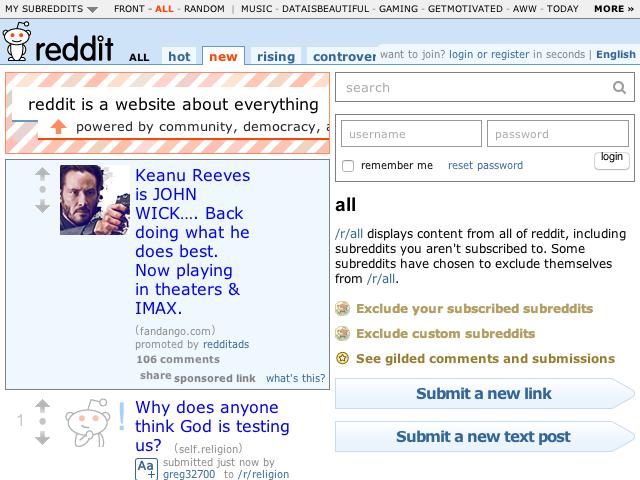 MY SUBREDDITS FRONT - ALL - RANDOM | MUSIC - DATAISBEAUTIFUL - GAMING - GETMOTIVATED - AWW - TODAY MORE »
reddit ALL hot new rising controver want to join? login or register in seconds | English
reddit is a website about everything
powered by community, democracy, a
Keanu Reeves
is JOHN
WICK.... Back
doing what he
does best.
Now playing
in theaters &
IMAX.
(fandango.com)
promoted by redditads
106 comments
share sponsored link what's this?
1
Why does anyone
think God is testing
us? (self.religion)
Aa+
submitted just now by
greg32700 to /r/religion
search
username password
remember me reset password login
all
/r/all displays content from all of reddit, including
subreddits you aren't subscribed to. Some
subreddits have chosen to exclude themselves
from /r/all.
Exclude your subscribed subreddits
Exclude custom subreddits
See gilded comments and submissions
Submit a new link
Submit a new text post